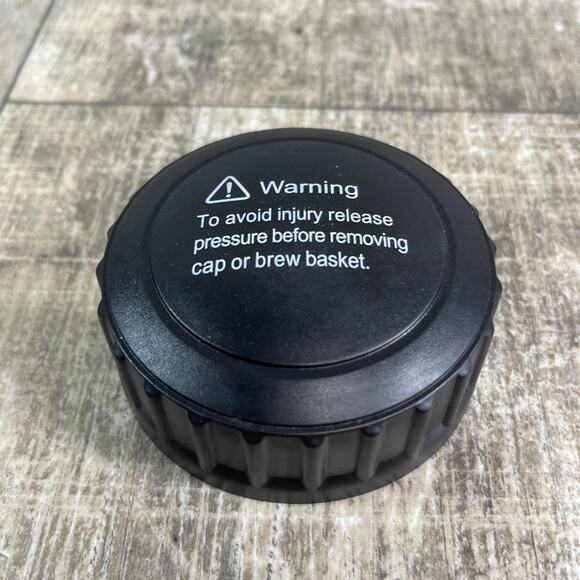 Warning
To avoid injury release
pressure before removing
cap or brew basket.